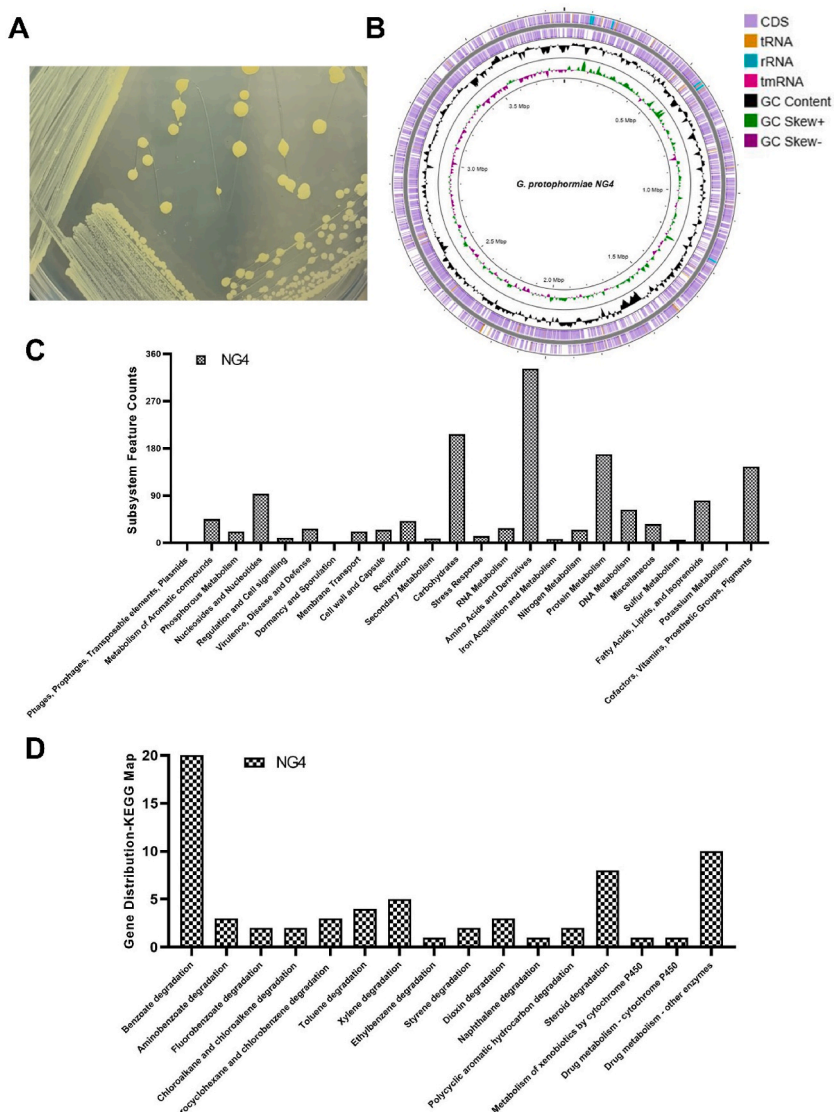 A
B
CDS
tRNA
rRNA
tmRNA
GC Content
GC Skew+
GC Skew-
0.5 Mbp
1.0 Mbp
1.5 Mbp
2.0 Mbp
2.5 Mbp
3.0 Mbp
3.5 Mbp
G. protophormiae NG4
C
NG4
Subsystem Feature Counts
360
270
180
90
0
Phages, Prophages, Transposable elements, Plasmids
Metabolism of Aromatic compounds
Phosphorous Metabolism
Nucleosides and Nucleotides
Regulation and Cell signalling
Virulence, Disease and Defense
Dormancy and Sporulation
Membrane Transport
Cell wall and Capsule
Respiration
Secondary Metabolism
Carbohydrates
Stress Response
RNA Metabolism
Amino Acids and Derivatives
Iron Acquisition and Metabolism
Nitrogen Metabolism
Protein Metabolism
DNA Metabolism
Miscellaneous
Sulfur Metabolism
Fatty Acids, Lipids, and Isoprenoids
Potassium Metabolism
Cofactors, Vitamins, Prosthetic Groups, Pigments
D
NG4
Gene Distribution-KEGG Map
20
15
10
5
0
Benzoate degradation
Aminobenzoate degradation
Fluorobenzoate degradation
Chloroalkane and chloroalkene degradation
rocyclohexane and chlorobenzene degradation
Toluene degradation
Xylene degradation
Ethylbenzene degradation
Styrene degradation
Dioxin degradation
Naphthalene degradation
Polycyclic aromatic hydrocarbon degradation
Steroid degradation
Metabolism of xenobiotics by cytochrome P450
Drug metabolism - cytochrome P450
Drug metabolism - other enzymes